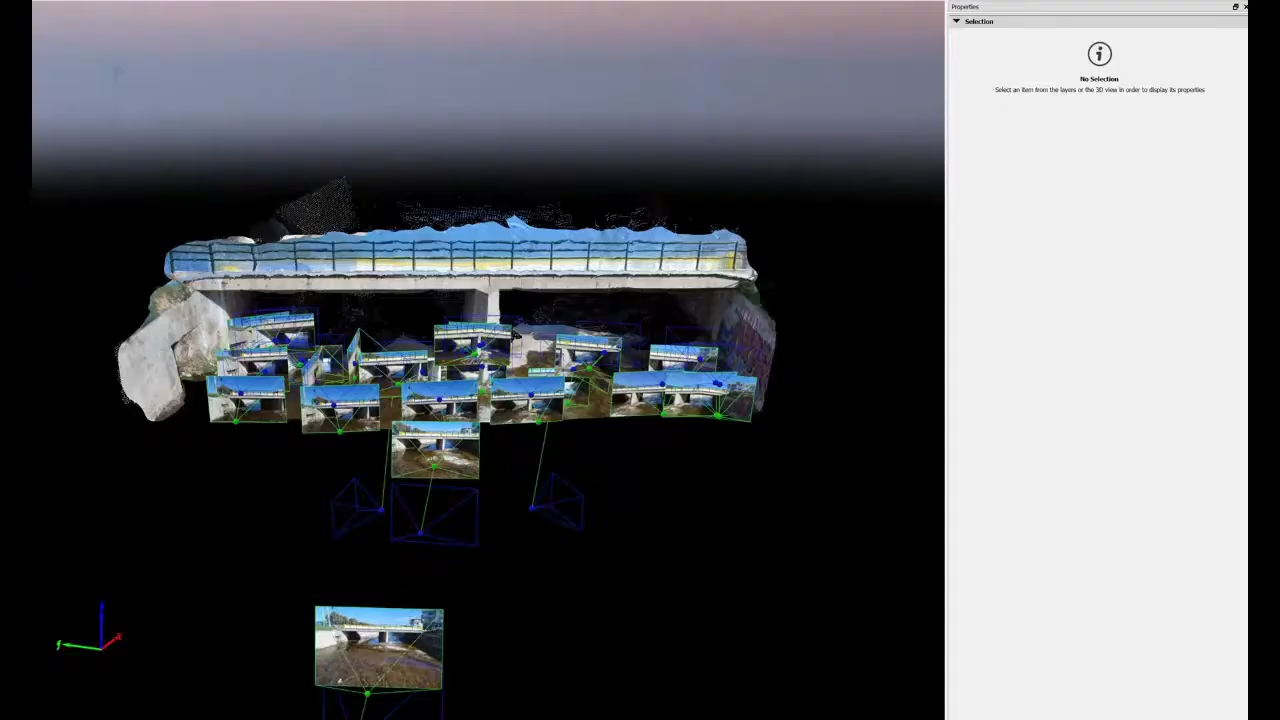 Properties
Selection
No Selection
Select an item from the layers or the 3D view in order to display its properties